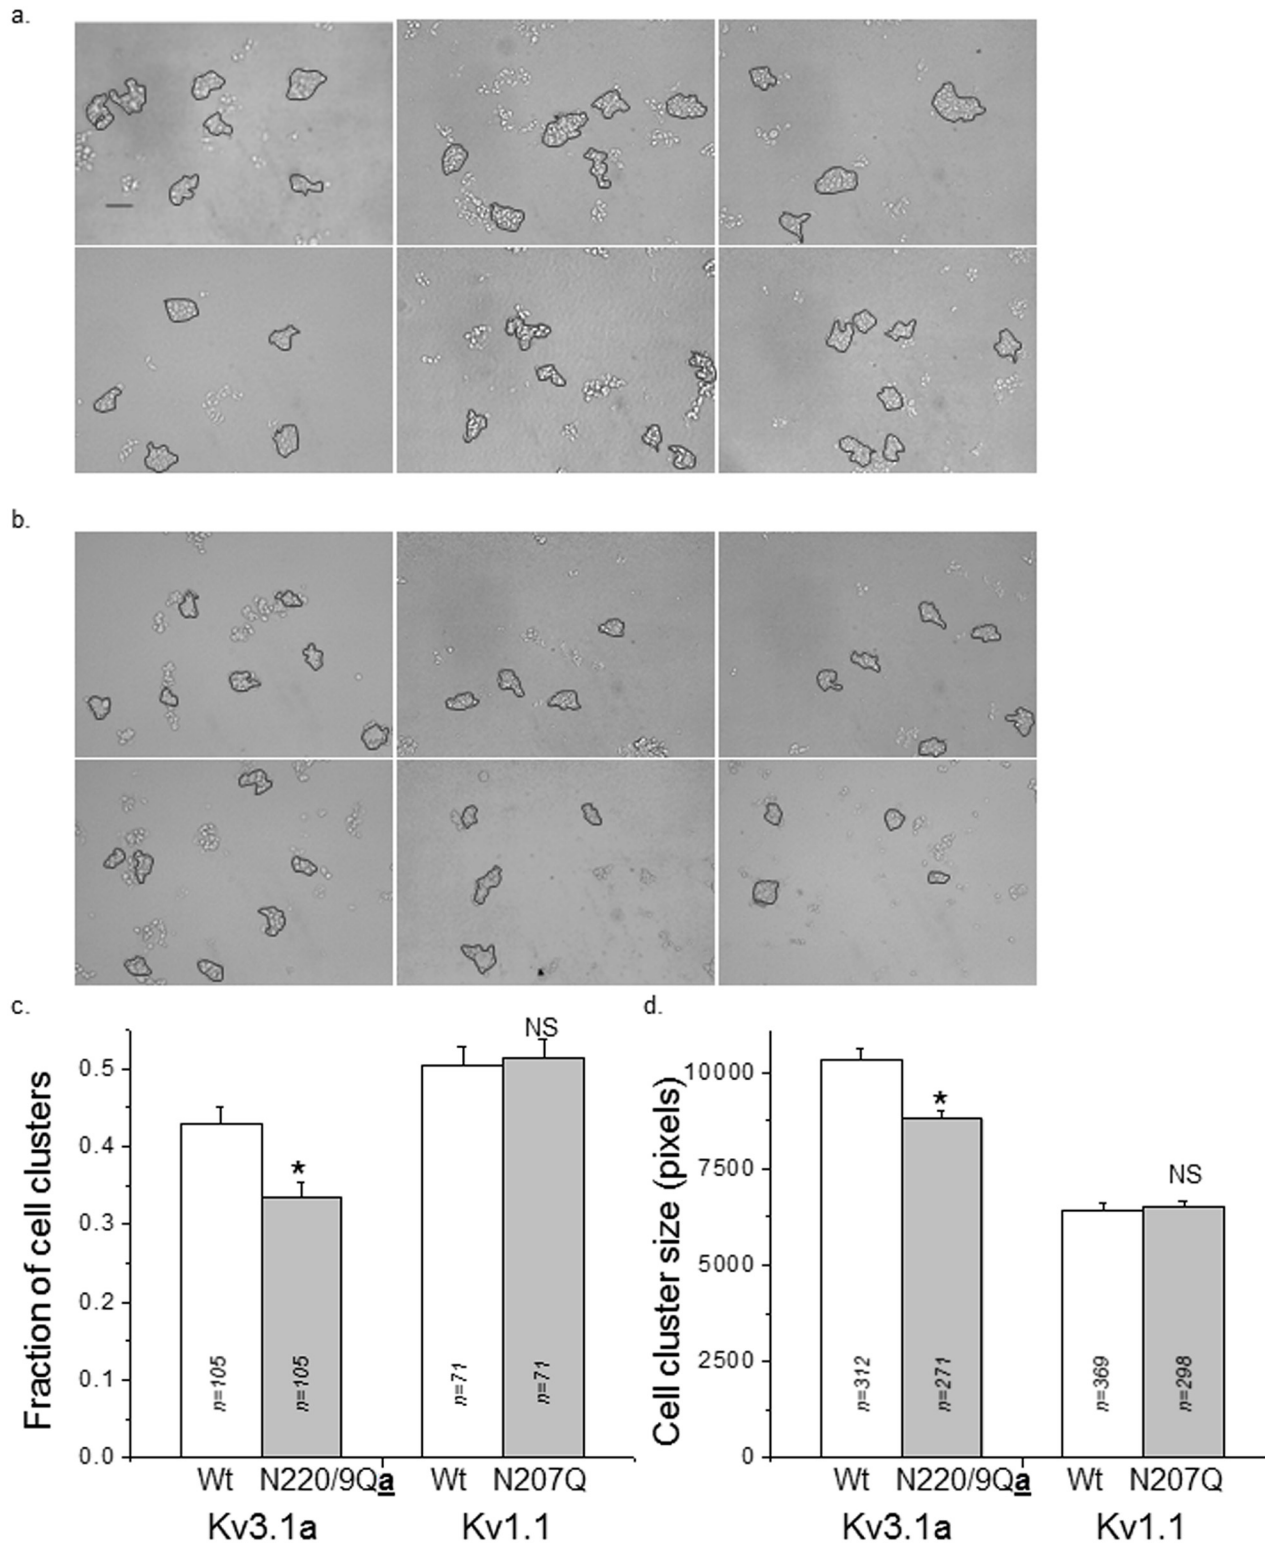 a.
b.
c.
d.
Fraction of cell clusters
0.5
0.4
0.3
0.2
0.1
0.0
*
NS
n=105
n=105
n=71
n=71
Wt N220/9Qa Wt N207Q
Kv3.1a Kv1.1
Cell cluster size (pixels)
10000
7500
5000
2500
0
*
NS
n=312
n=271
n=369
n=298
Wt N220/9Qa Wt N207Q
Kv3.1a Kv1.1